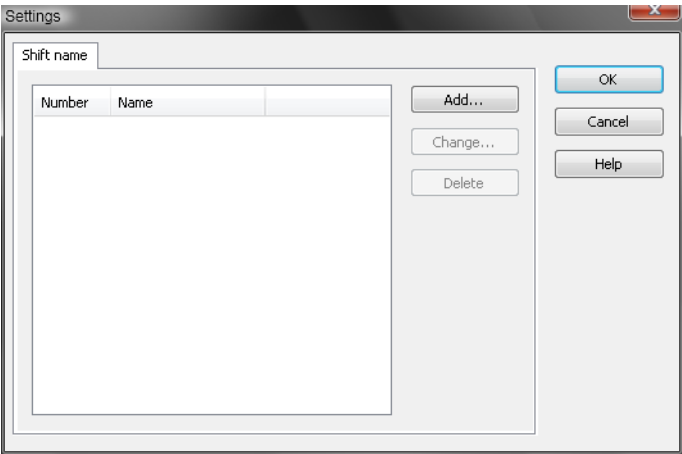 Settings
Shift name
Number Name
Add...
Change...
Delete
OK
Cancel
Help